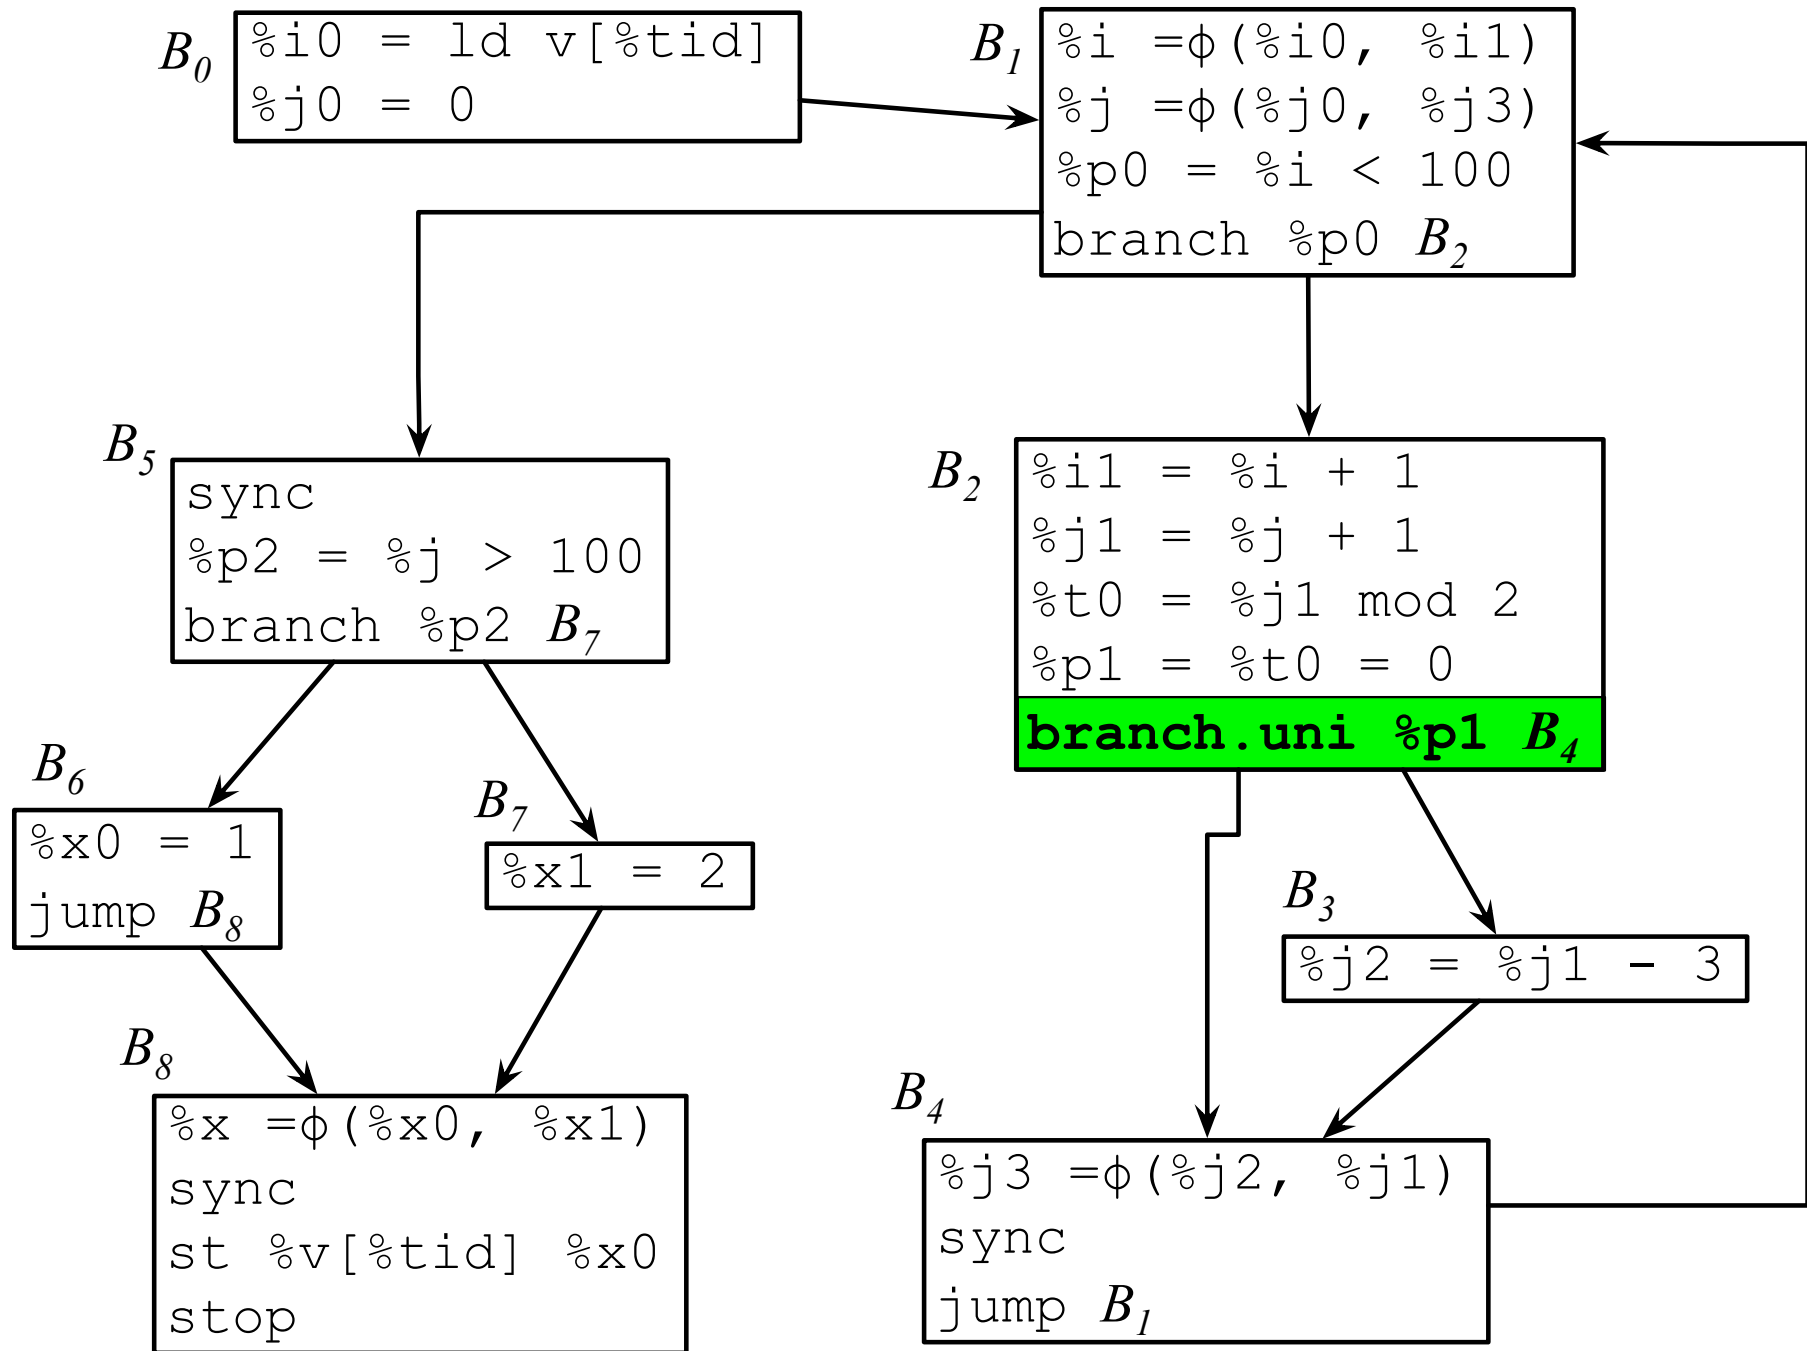 B0
%i0 = ld v[%tid]
%j0 = 0
B1
%i =ϕ(%i0, %i1)
%j =ϕ(%j0, %j3)
%p0 = %i < 100
branch %p0 B2
B5
sync
%p2 = %j > 100
branch %p2 B7
B2
%i1 = %i + 1
%j1 = %j + 1
%t0 = %j1 mod 2
%p1 = %t0 = 0
branch.uni %p1 B4
B6
%x0 = 1
jump B8
B7
%x1 = 2
B3
%j2 = %j1 - 3
B8
%x =ϕ(%x0, %x1)
sync
st %v[%tid] %x0
stop
B4
%j3 =ϕ(%j2, %j1)
sync
jump B1